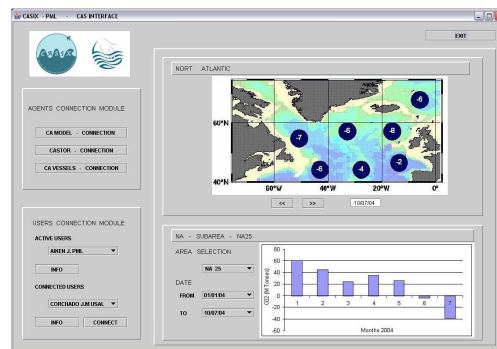 CASIX - PML - CAS INTERFACE
EXIT
AGENTS CONNECTION MODULE
CA MODEL - CONNECTION
CASTOR - CONNECTION
CA VESSELS - CONNECTION
USERS CONNECTION MODULE
ACTIVE USERS
AIKEN J. PML
INFO
CONNECTED USERS
CORCHADO J.M USAL
INFO CONNECT
NORT ATLANTIC
60°N
40°N
60°W 40°W 20°W 0°
-6
-7 -6 -8
-6 -4 -2
<< >> 10/07/04
NA - SUBAREA - NA25
AREA SELECTION
NA 25
DATE
FROM 01/01/04
TO 10/07/04
CO2 (M Tonnes)
80
60
40
20
0
-20
-40
-60
1 2 3 4 5 6 7
Months 2004